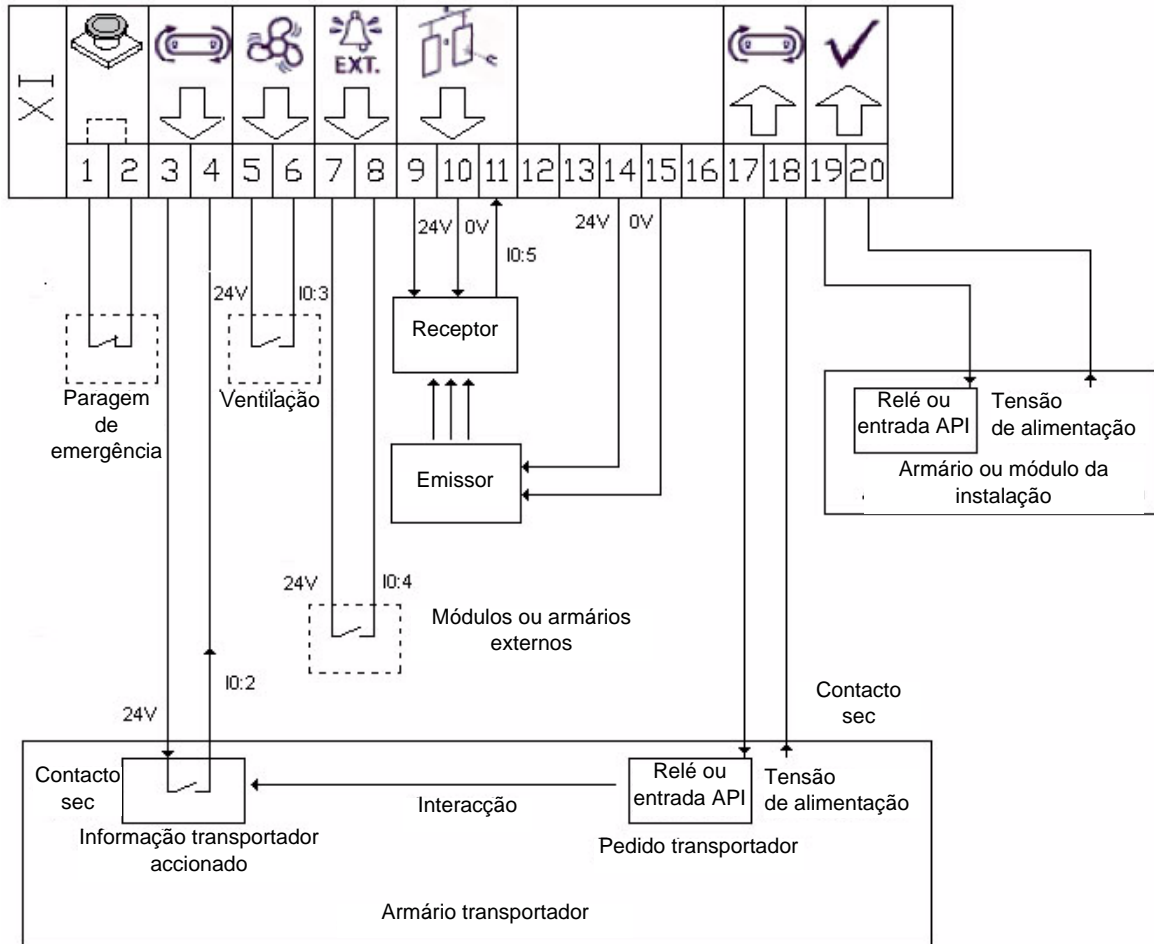 XI
EXT.
1 2 3 4 5 6 7 8 9 10 11 12 13 14 15 16 17 18 19 20
24V 0V
24V 0V
I0:5
24V I0:3
Receptor
Paragem
de
emergência
Ventilação
Relé ou
entrada API
Tensão
de alimentação
Armário ou módulo da
instalação
Emissor
24V I0:4
Módulos ou armários
externos
I0:2
24V
Contacto
sec
Contacto
sec
Informação transportador
accionado
Interacção
Relé ou
entrada API
Tensão
de alimentação
Pedido transportador
Armário transportador